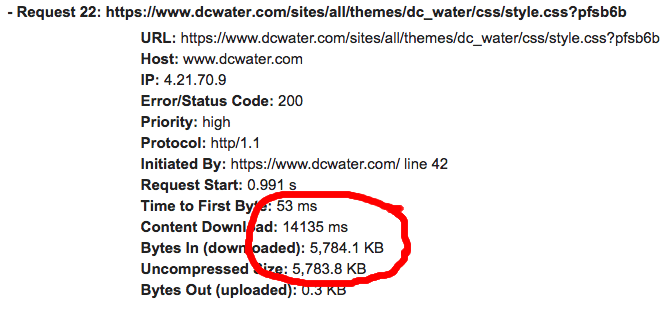 - Request 22: https://www.dcwater.com/sites/all/themes/dc_water/css/style.css?pfsb6b
URL: https://www.dcwater.com/sites/all/themes/dc_water/css/style.css?pfsb6b
Host: www.dcwater.com
IP: 4.21.70.9
Error/Status Code: 200
Priority: high
Protocol: http/1.1
Initiated By: https://www.dcwater.com/ line 42
Request Start: 0.991 s
Time to First Byte: 53 ms
Content Download: 14135 ms
Bytes In (downloaded): 5,784.1 KB
Uncompressed Size: 5,783.8 KB
Bytes Out (uploaded): 0.3 KB